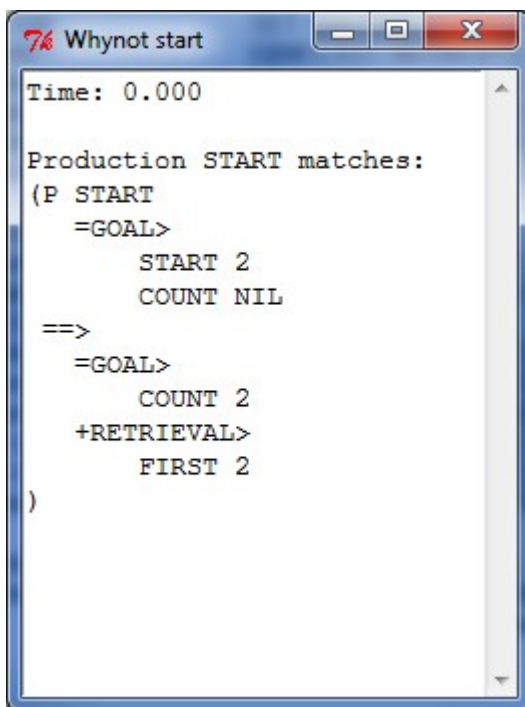 Whynot start
Time: 0.000
Production START matches:
(P START
=GOAL>
START 2
COUNT NIL
==>
=GOAL>
COUNT 2
+RETRIEVAL>
FIRST 2
)